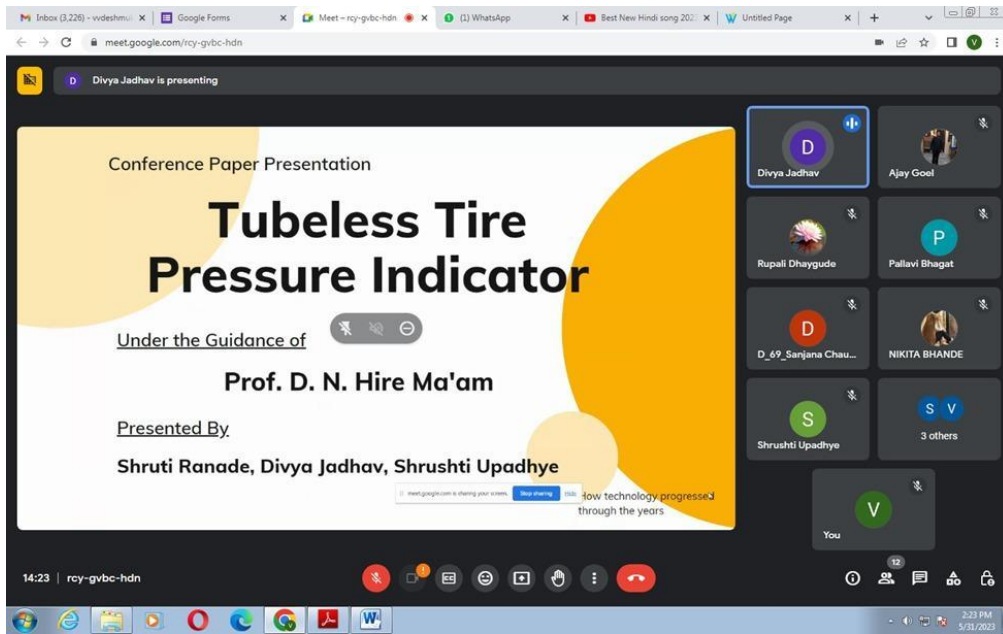 Inbox (3,226) - vvdeshmul
Google Forms
Meet – rcy-gvbc-hdn
(1) WhatsApp
Best New Hindi song 202
Untitled Page
meet.google.com/rcy-gvbc-hdn
V
D
Divya Jadhav is presenting
Conference Paper Presentation
Tubeless Tire
Pressure Indicator
Under the Guidance of
Prof. D. N. Hire Ma'am
Presented By
Shruti Ranade, Divya Jadhav, Shrushti Upadhye
meet.google.com is sharing your screen.
Stop sharing
Hide
How technology progressed
through the years
D
Divya Jadhav
Ajay Goel
Rupali Dhaygude
P
Pallavi Bhagat
D
D_69_Sanjana Chau...
NIKITA BHANDE
S
Shrushti Upadhye
S V
3 others
V
You
14:23 | rcy-gvbc-hdn
CC
12
W
2:23 PM
5/31/2023